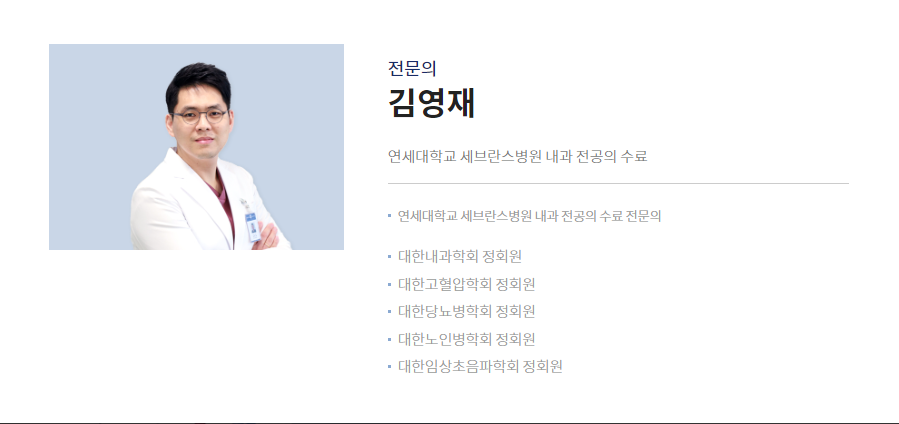 전문의
김영재
연세대학교 세브란스병원 내과 전공의 수료
연세대학교 세브란스병원 내과 전공의 수료 전문의
대한내과학회 정회원
대한고혈압학회 정회원
대한당뇨병학회 정회원
대한노인병학회 정회원
대한임상초음파학회 정회원